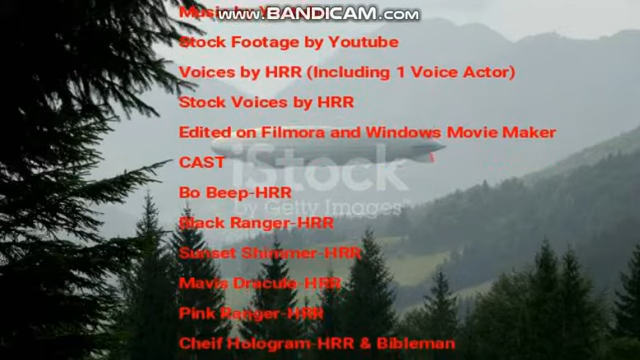 www.BANDICAM.com
Music by
Stock Footage by Youtube
Voices by HRR (Including 1 Voice Actor)
Stock Voices by HRR
Edited on Filmora and Windows Movie Maker
CAST
iStock
Bo Beep-HRR
by Getty Images
Black Ranger-HRR
Sunset Shimmer-HRR
Mavis Dracula-HRR
Pink Ranger-HRR
Cheif Hologram-HRR & Bibleman